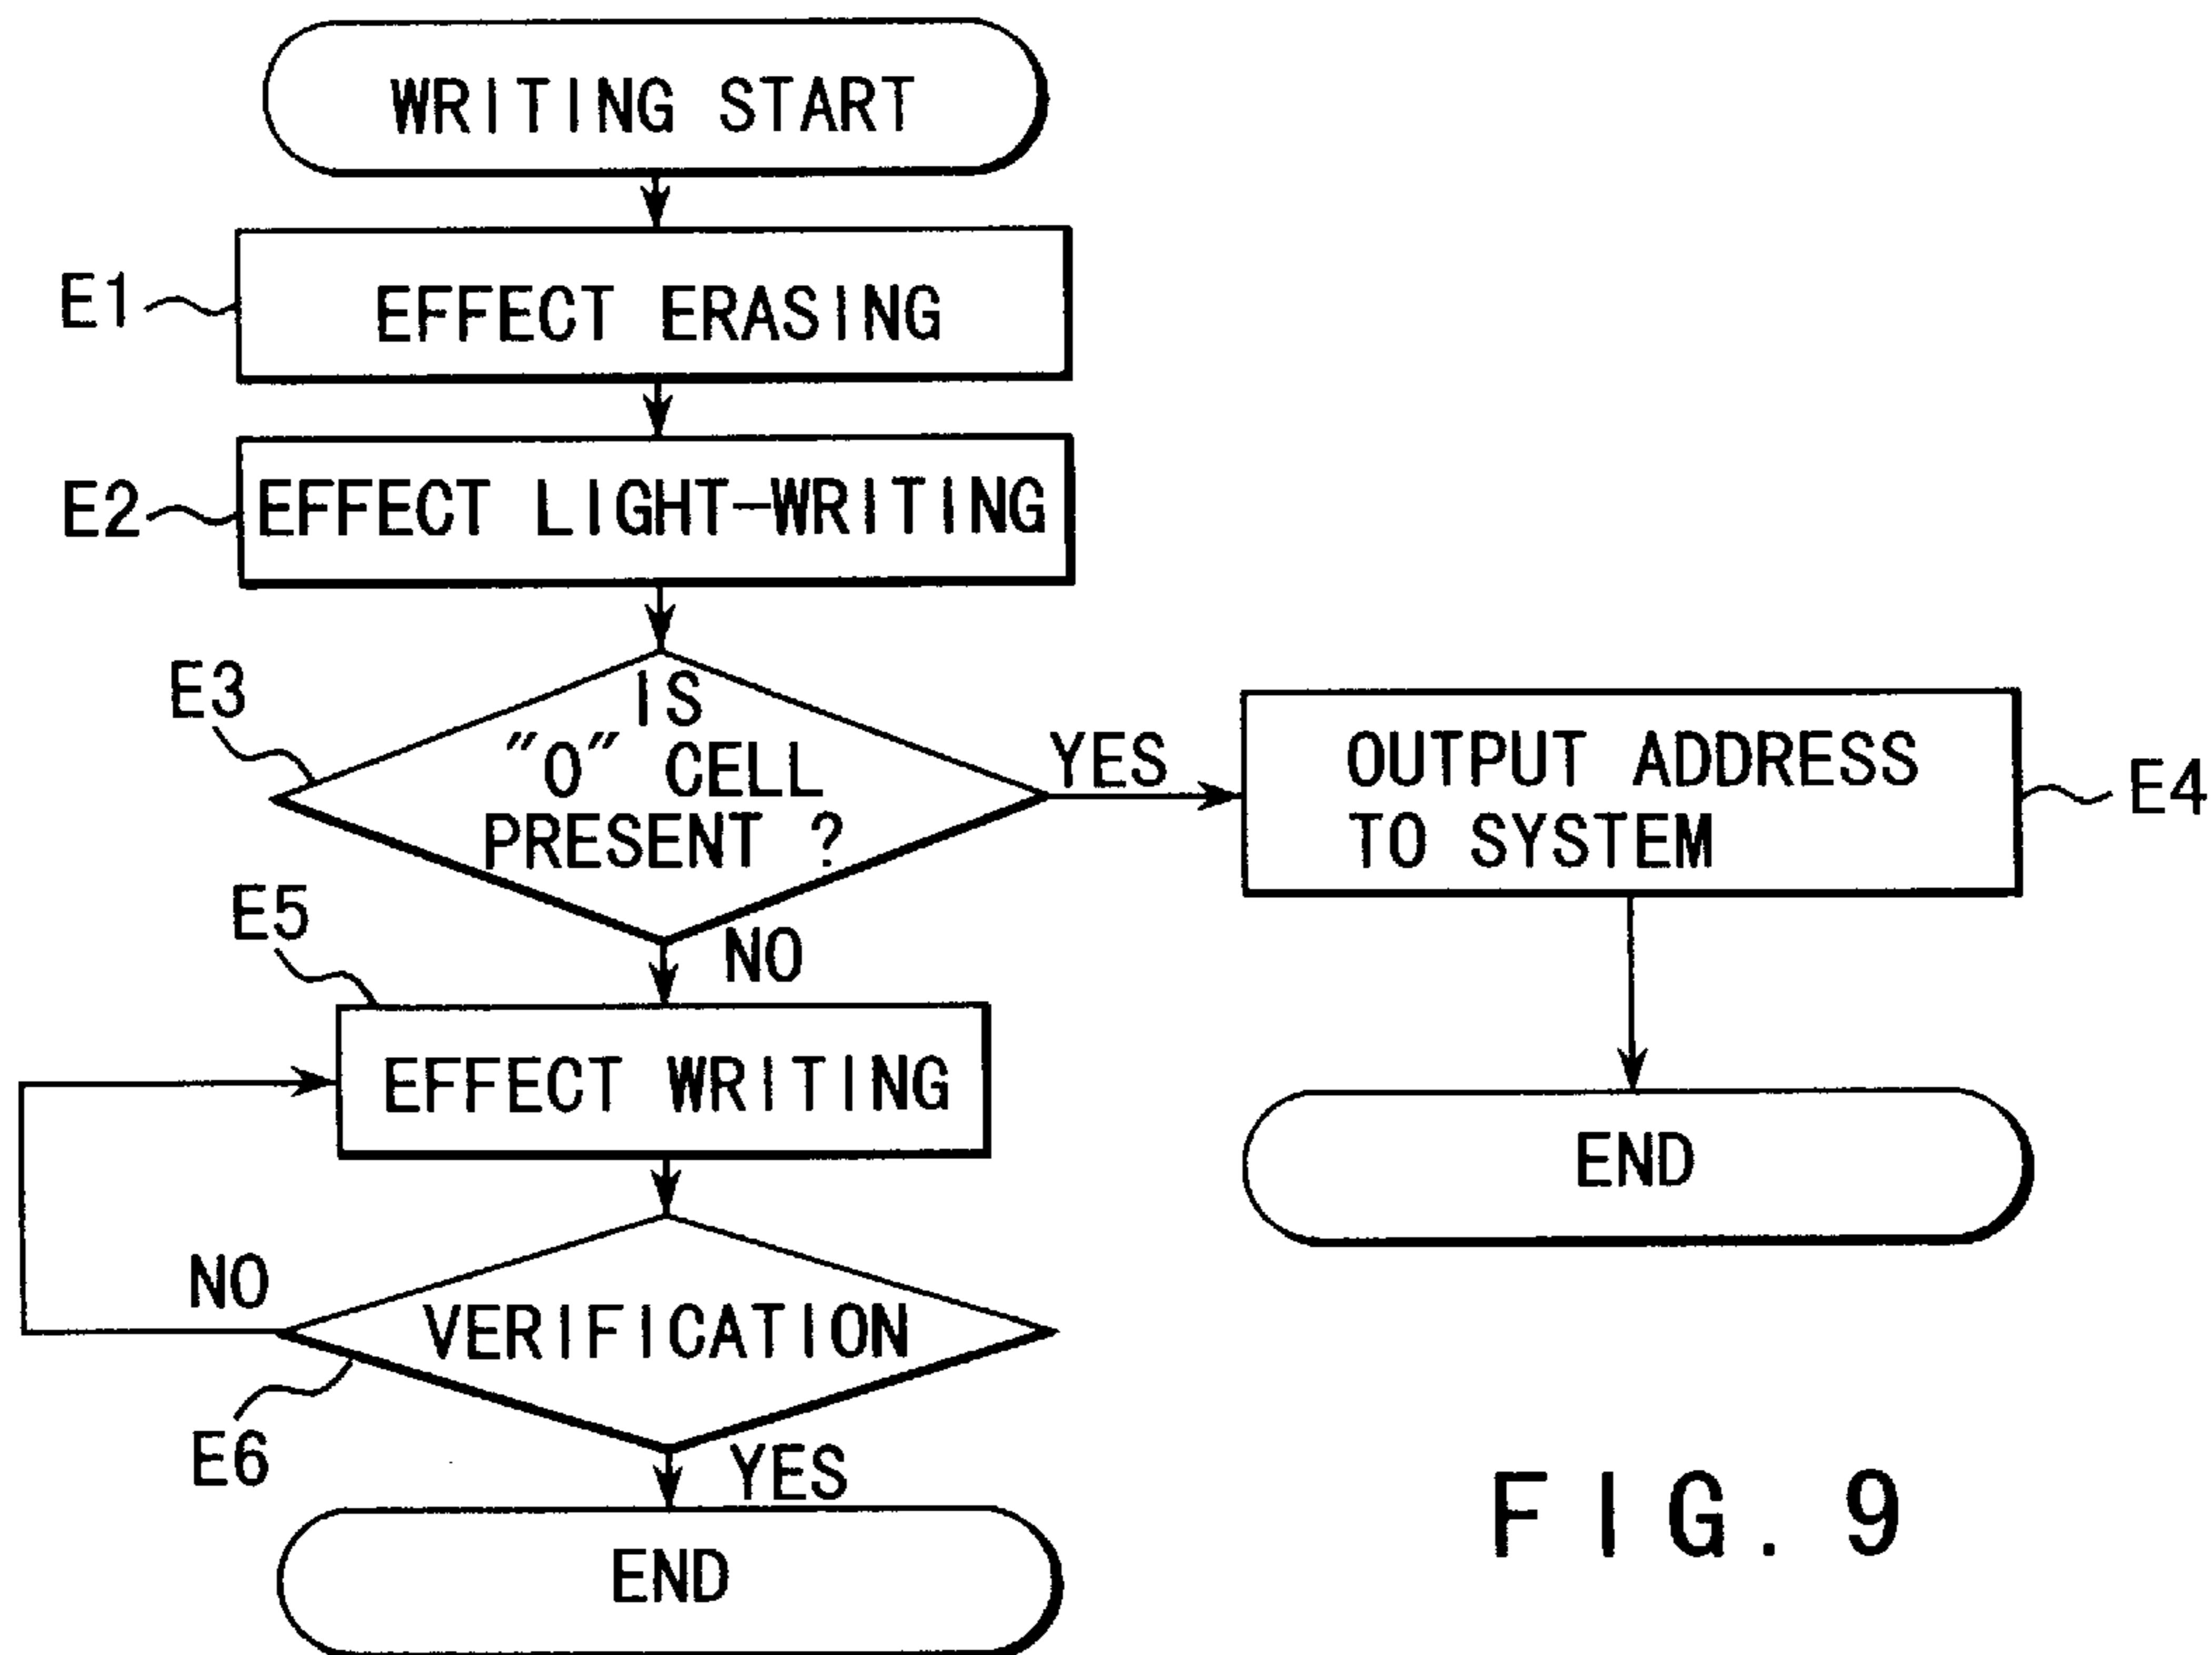 WRITING START
E1
EFFECT ERASING
E2
EFFECT LIGHT-WRITING
E3
IS
"0" CELL
PRESENT ?
YES
OUTPUT ADDRESS
TO SYSTEM
E4
NO
E5
EFFECT WRITING
END
NO
VERIFICATION
E6
YES
END
FIG. 9